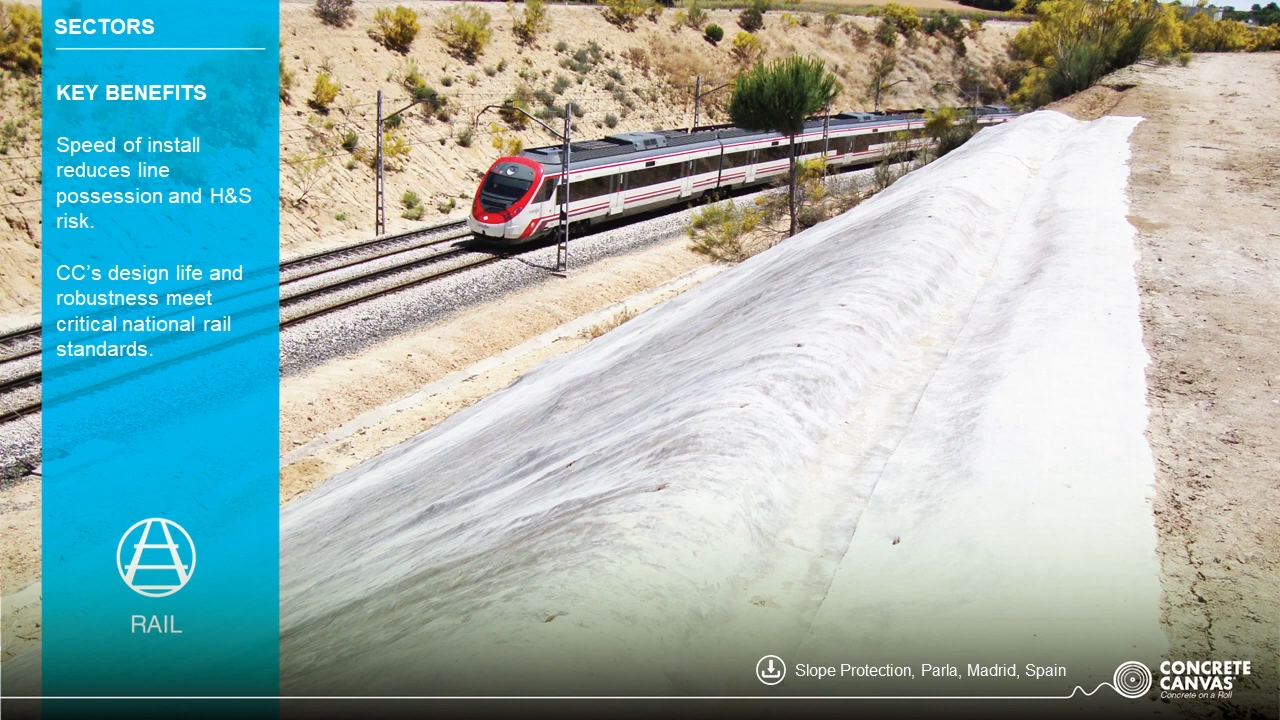 SECTORS
KEY BENEFITS
Speed of install
reduces line
possession and H&S
risk.
CC’s design life and
robustness meet
critical national rail
standards.
RAIL
Slope Protection, Parla, Madrid, Spain
CONCRETE
CANVAS
Concrete on a Roll